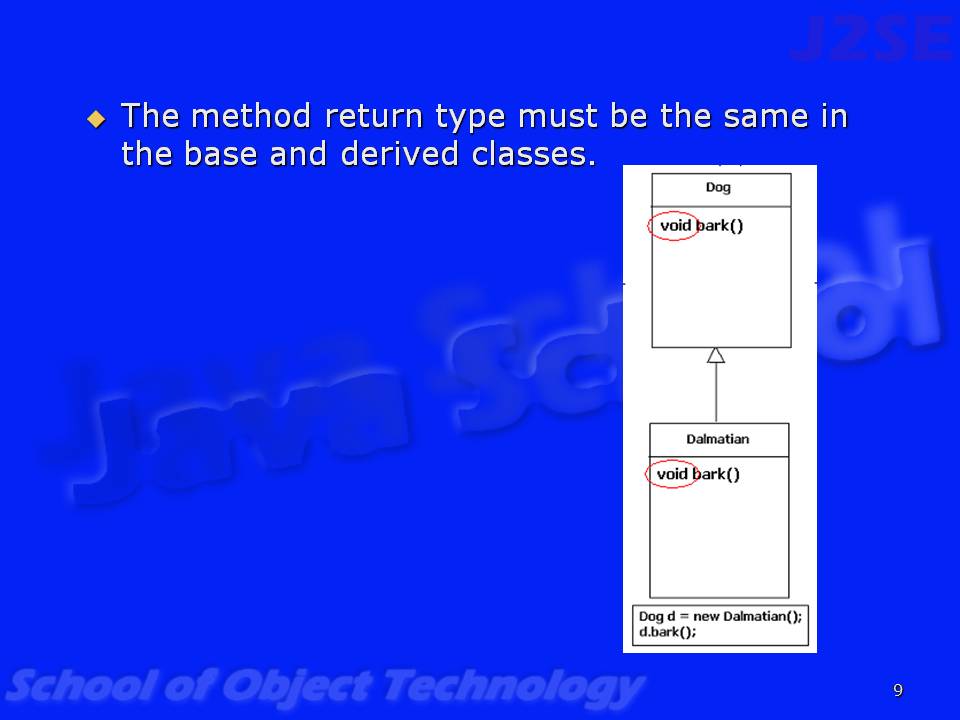 J2SE
The method return type must be the same in
the base and derived classes.
Dog
void bark()
Dalmatian
void bark()
Dog d = new Dalmatian();
d.bark();
Java School
School of Object Technology
9